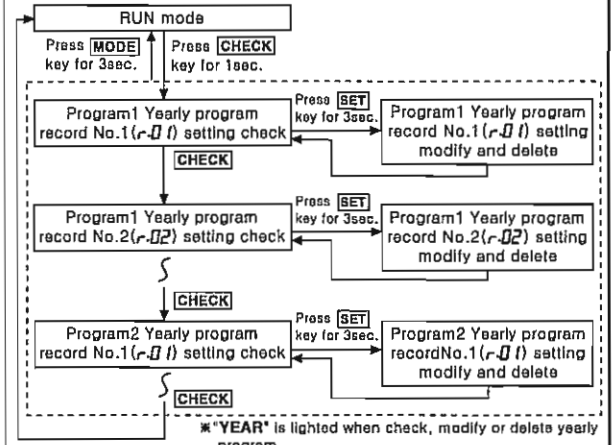 RUN mode
Press MODE
key for 3sec.
Press CHECK
key for 1sec.
Program1 Yearly program
record No.1(r-01) setting check
Press SET
key for 3sec.
Program1 Yearly program
record No.1(r-01) setting
modify and delete
CHECK
Program1 Yearly program
record No.2(r-02) setting check
Press SET
key for 3sec.
Program1 Yearly program
record No.2(r-02) setting
modify and delete
CHECK
Program2 Yearly program
record No.1(r-01) setting check
Press SET
key for 3sec.
Program2 Yearly program
recordNo.1(r-01) setting
modify and delete
CHECK
※"YEAR" is lighted when check, modify or delete yearly
program